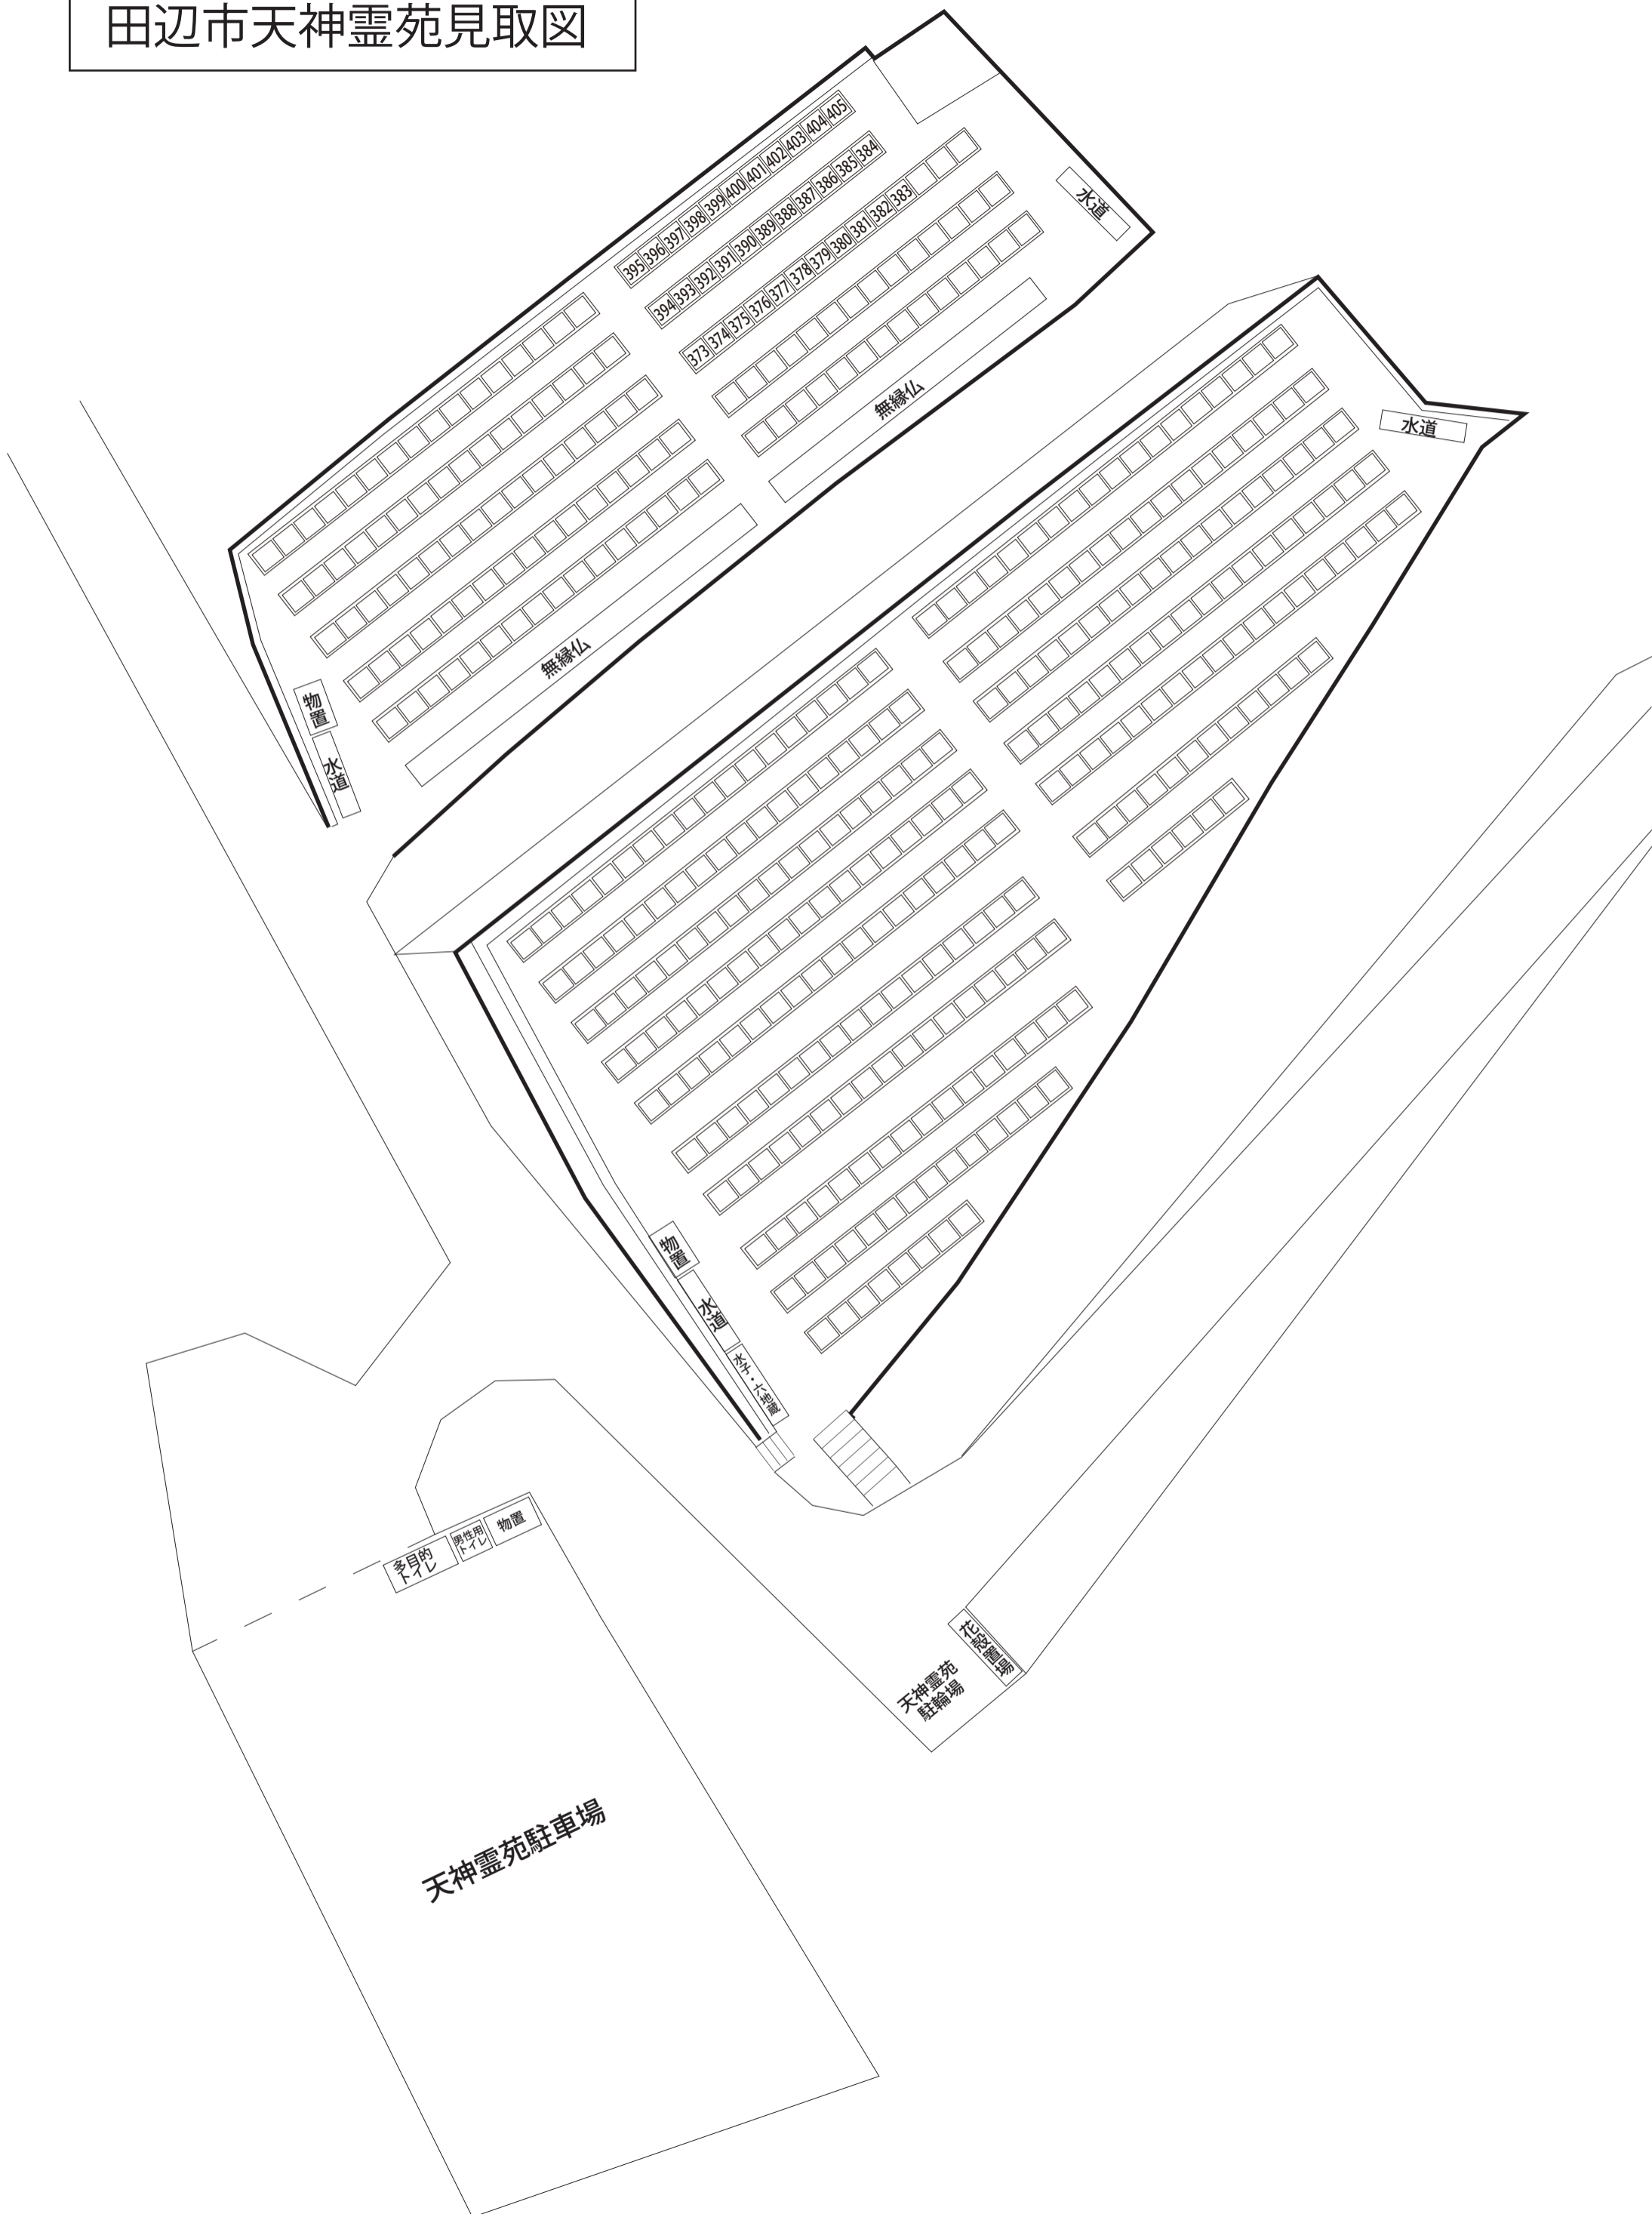 田辺市天神霊苑見取図
395 396 397 398 399 400 401 402 403 404 405
394 393 392 391 390 389 388 387 386 385 384
373 374 375 376 377 378 379 380 381 382 383
水道
無縁仏
水道
無縁仏
物置
水道
物置
水道
水子・六地蔵
多目的
トイレ
男性用
トイレ
物置
花殻置場
天神霊苑
駐輪場
天神霊苑駐車場